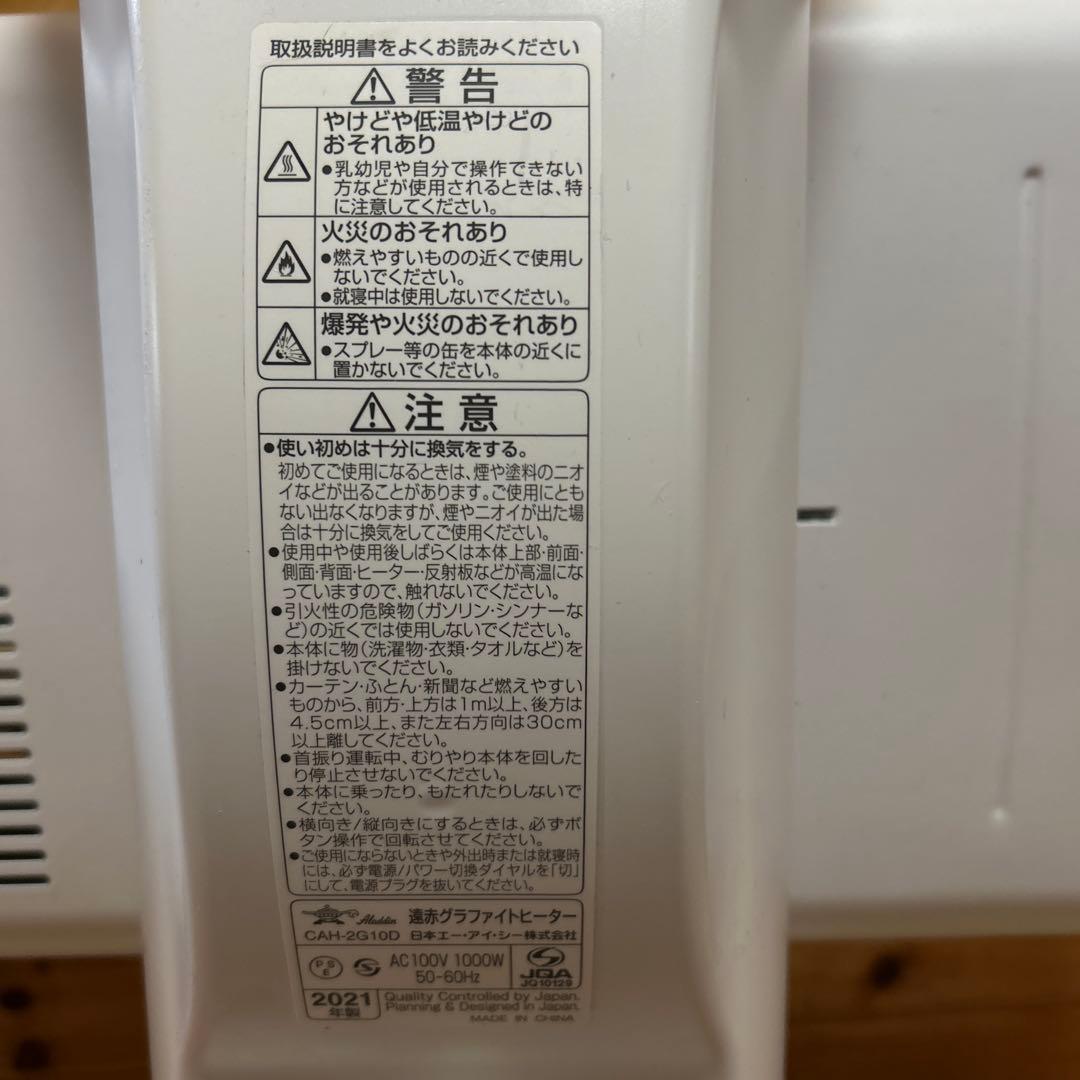 取扱説明書をよくお読みください
警告
やけどや低温やけどの
おそれあり
●乳幼児や自分で操作できない
方などが使用されるときは、特
に注意してください。
火災のおそれあり
●燃えやすいものの近くで使用し
ないでください。
●就寝中は使用しないでください。
爆発や火災のおそれあり
●スプレー等の缶を本体の近くに
置かないでください。
注意
●使い初めは十分に換気をする。
初めてご使用になるときは、煙や塗料のニオ
イなどが出ることがあります。ご使用にとも
ない出なくなりますが、煙やニオイが出た場
合は十分に換気をしてご使用ください。
●使用中や使用後しばらくは本体上部・前面・
側面・背面・ヒーター・反射板などが高温にな
っていますので、触れないでください。
●引火性の危険物(ガソリン・シンナーな
ど)の近くでは使用しないでください。
●本体に物(洗濯物・衣類・タオルなど)を
掛けないでください。
●カーテン・ふとん・新聞など燃えやすい
ものから、前方・上方は1m以上、後方は
4.5cm以上、また左右方向は30cm
以上離してください。
●首振り運転中、むりやり本体を回した
り停止させないでください。
●本体に乗ったり、もたれたりしないで
ください。
●横向き/縦向きにするときは、必ずボ
タン操作で回転させてください。
●ご使用にならないときや外出時または就寝時
には、必ず電源/パワー切換ダイヤルを「切」
にして、電源プラグを抜いてください。
Aladdin 遠赤グラファイトヒーター
CAH-2G10D 日本エー・アイ・シー株式会社
PSE AC100V 1000W
50-60Hz
JQA
JQ10129
2021
年製
Quality Controlled by Japan.
Planning & Designed in Japan.
MADE IN CHINA